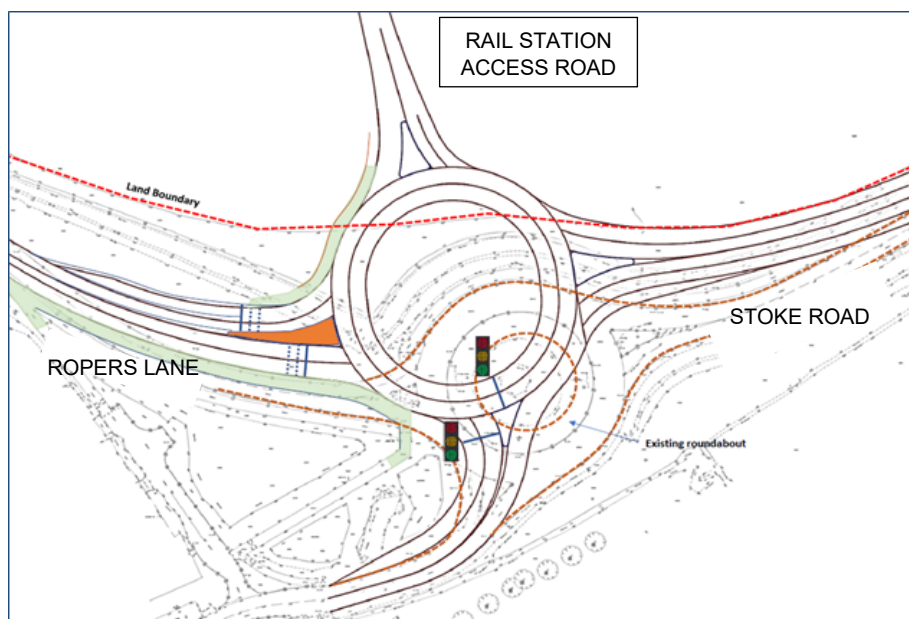 RAIL STATION
ACCESS ROAD
Land Boundary
STOKE ROAD
ROPERS LANE
Existing roundabout